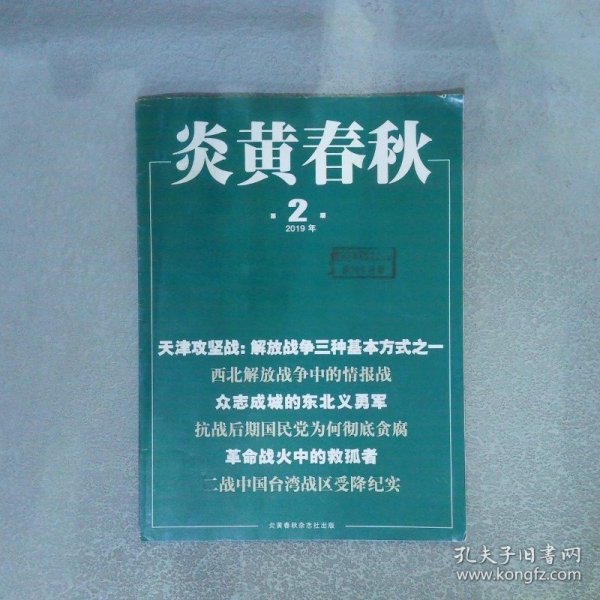 炎黄春秋
第 2 期
2019 年
天津攻坚战：解放战争三种基本方式之一
西北解放战争中的情报战
众志成城的东北义勇军
抗战后期国民党为何彻底贪腐
革命战火中的救孤者
二战中国台湾战区受降纪实
炎黄春秋杂志社出版
孔夫子旧书网
www.kongfz.com